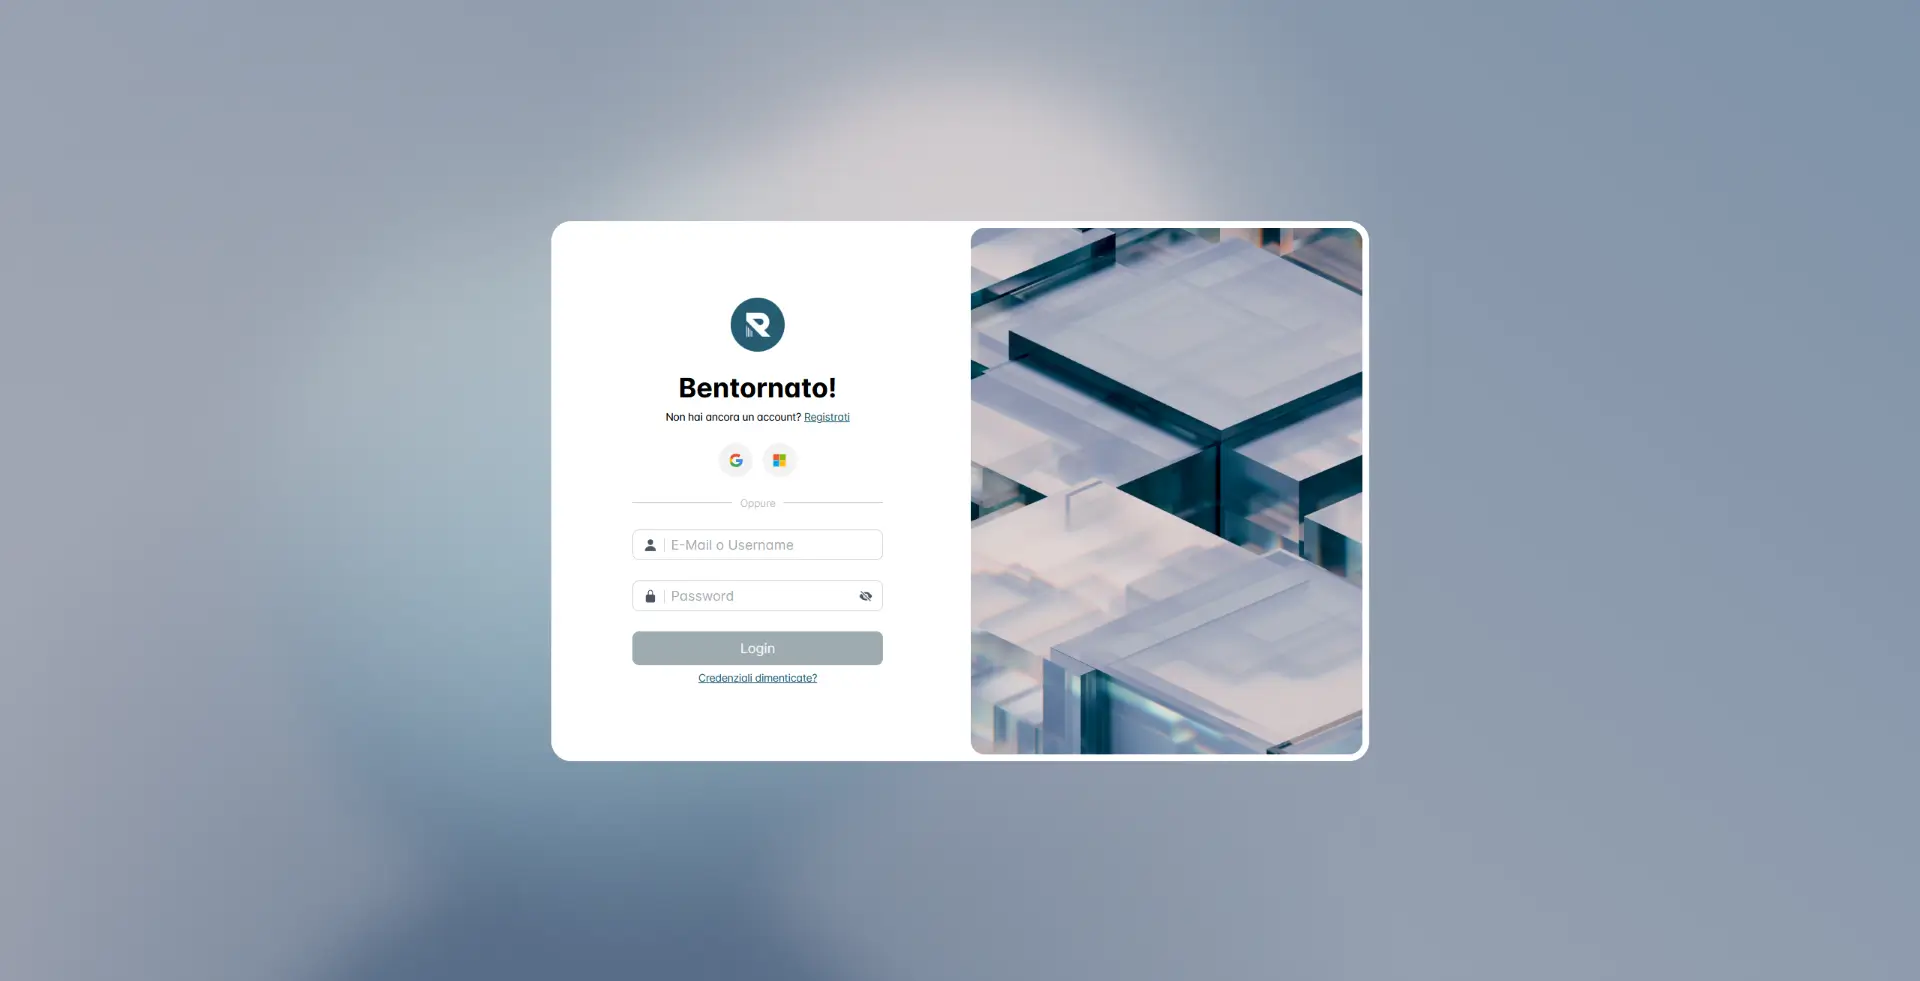 R
Bentornato!
Non hai ancora un account? Registrati
Oppure
E-Mail o Username
Password
Login
Credenziali dimenticate?